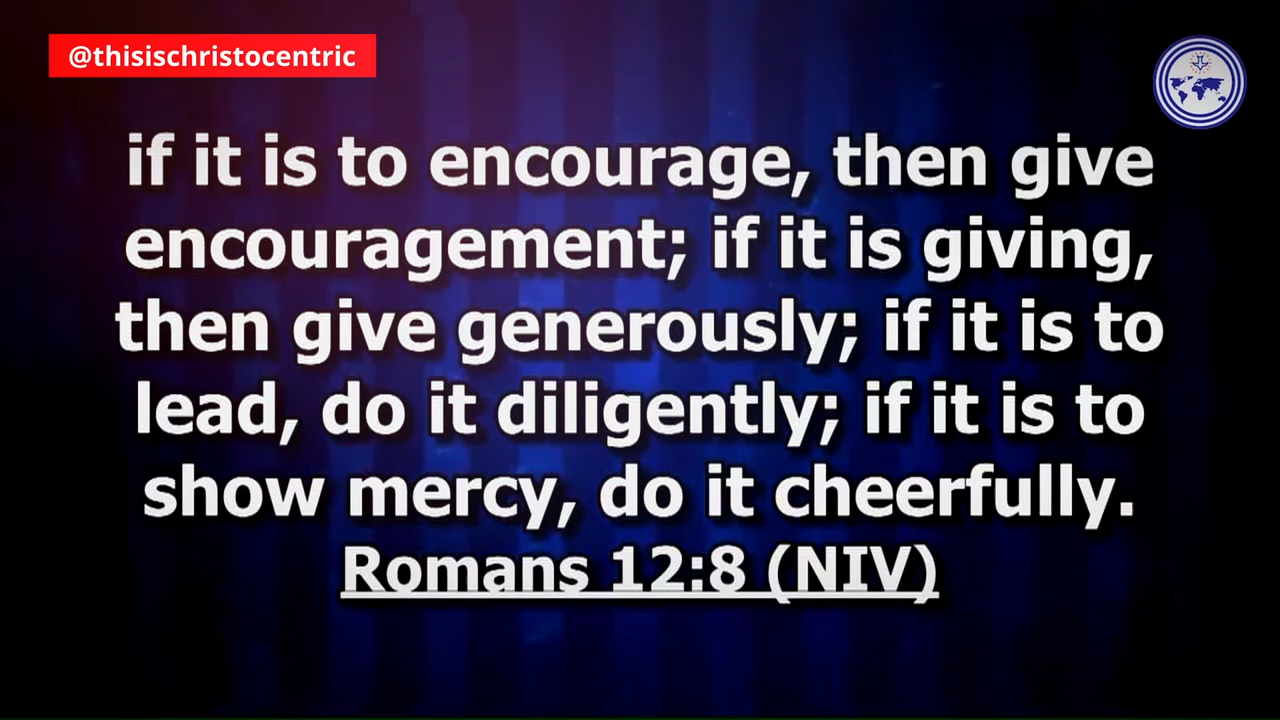 @thisischristocentric
if it is to encourage, then give
encouragement; if it is giving,
then give generously; if it is to
lead, do it diligently; if it is to
show mercy, do it cheerfully.
Romans 12:8 (NIV)